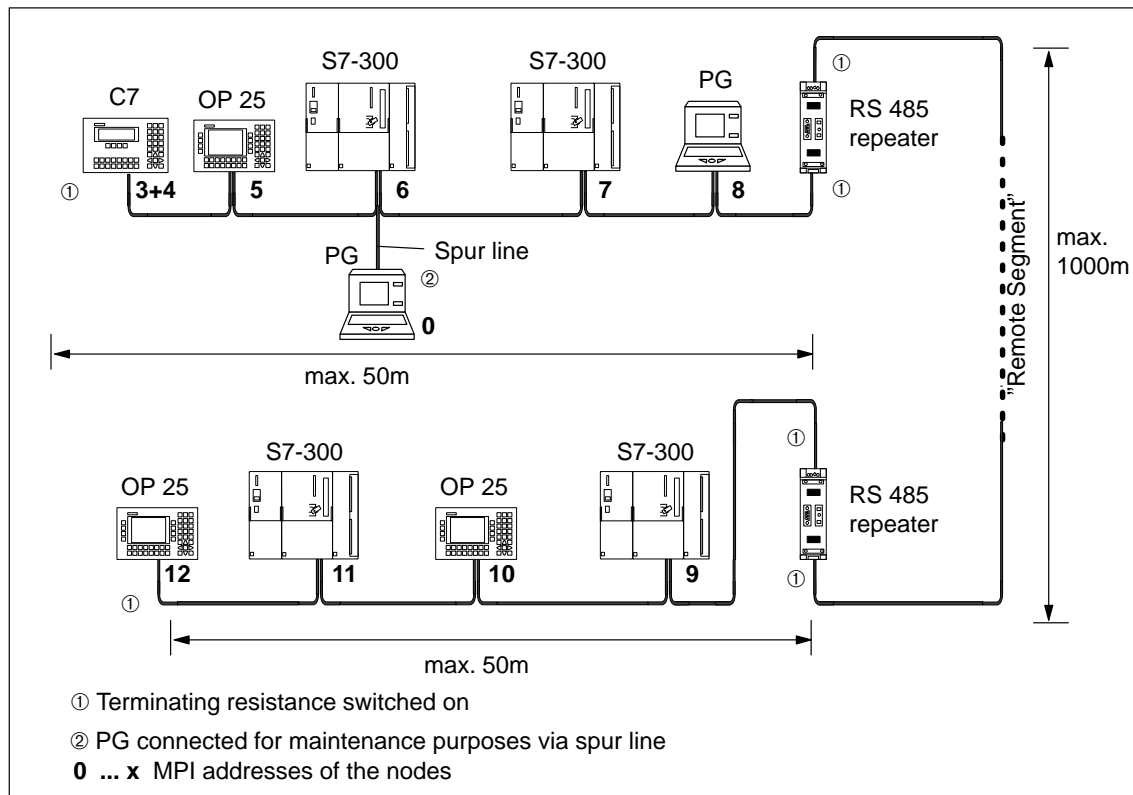 S7-300
S7-300
PG
C7
OP 25
①
RS 485
repeater
①
3+4
5
6
7
8
①
Spur line
PG
②
0
max. 50m
"Remote Segment"
max.
1000m
S7-300
S7-300
OP 25
OP 25
①
RS 485
repeater
12
11
10
9
①
①
max. 50m
① Terminating resistance switched on
② PG connected for maintenance purposes via spur line
0 ... x MPI addresses of the nodes